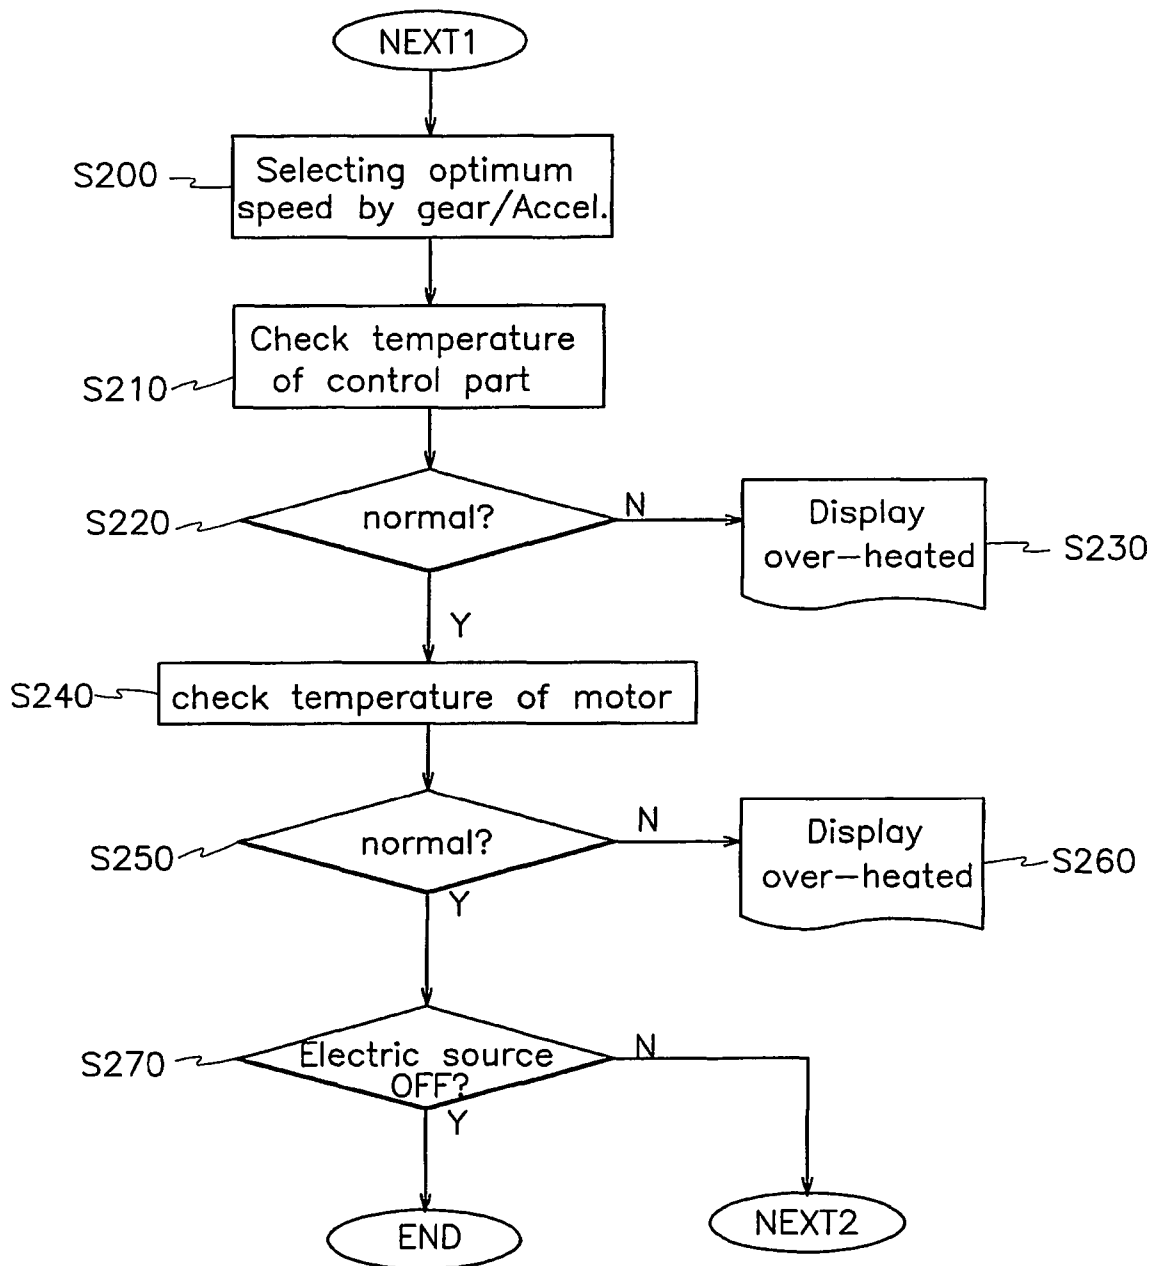 NEXT1
S200
Selecting optimum
speed by gear/Accel.
S210
Check temperature
of control part
S220
normal?
N
Display
over-heated
S230
Y
S240
check temperature of motor
S250
normal?
N
Display
over-heated
S260
Y
S270
Electric source
OFF?
N
Y
END
NEXT2